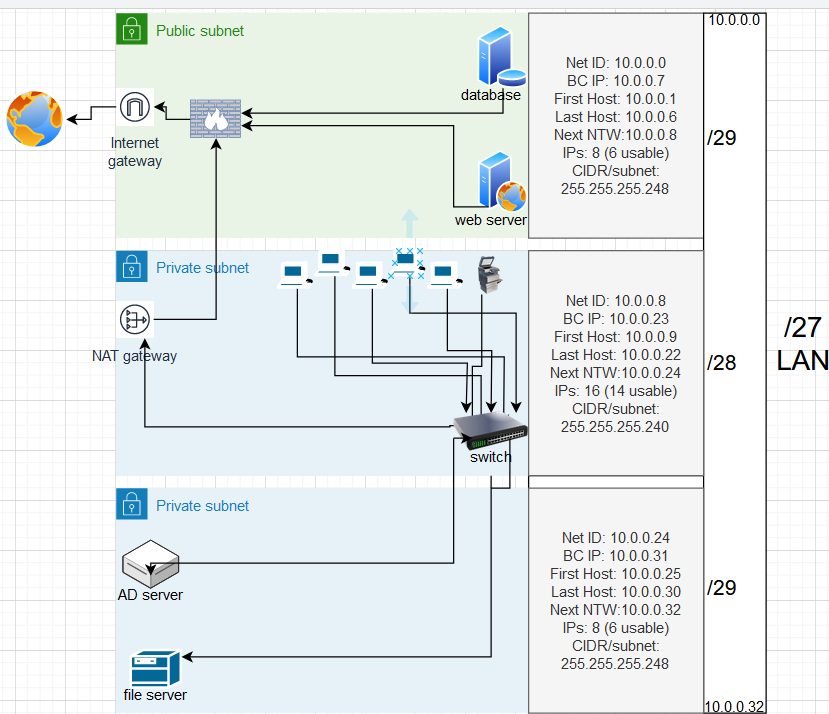 Public subnet
database
Internet
gateway
web server
Net ID: 10.0.0.0
BC IP: 10.0.0.7
First Host: 10.0.0.1
Last Host: 10.0.0.6
Next NTW:10.0.0.8
IPs: 8 (6 usable)
CIDR/subnet:
255.255.255.248
10.0.0.0
/29
Private subnet
NAT gateway
switch
Net ID: 10.0.0.8
BC IP: 10.0.0.23
First Host: 10.0.0.9
Last Host: 10.0.0.22
Next NTW: 10.0.0.24
IPs: 16 (14 usable)
CIDR/subnet:
255.255.255.240
/28
/27
LAN
Private subnet
AD server
file server
Net ID: 10.0.0.24
BC IP: 10.0.0.31
First Host: 10.0.0.25
Last Host: 10.0.0.30
Next NTW:10.0.0.32
IPs: 8 (6 usable)
CIDR/subnet:
255.255.255.248
/29
10.0.0.32